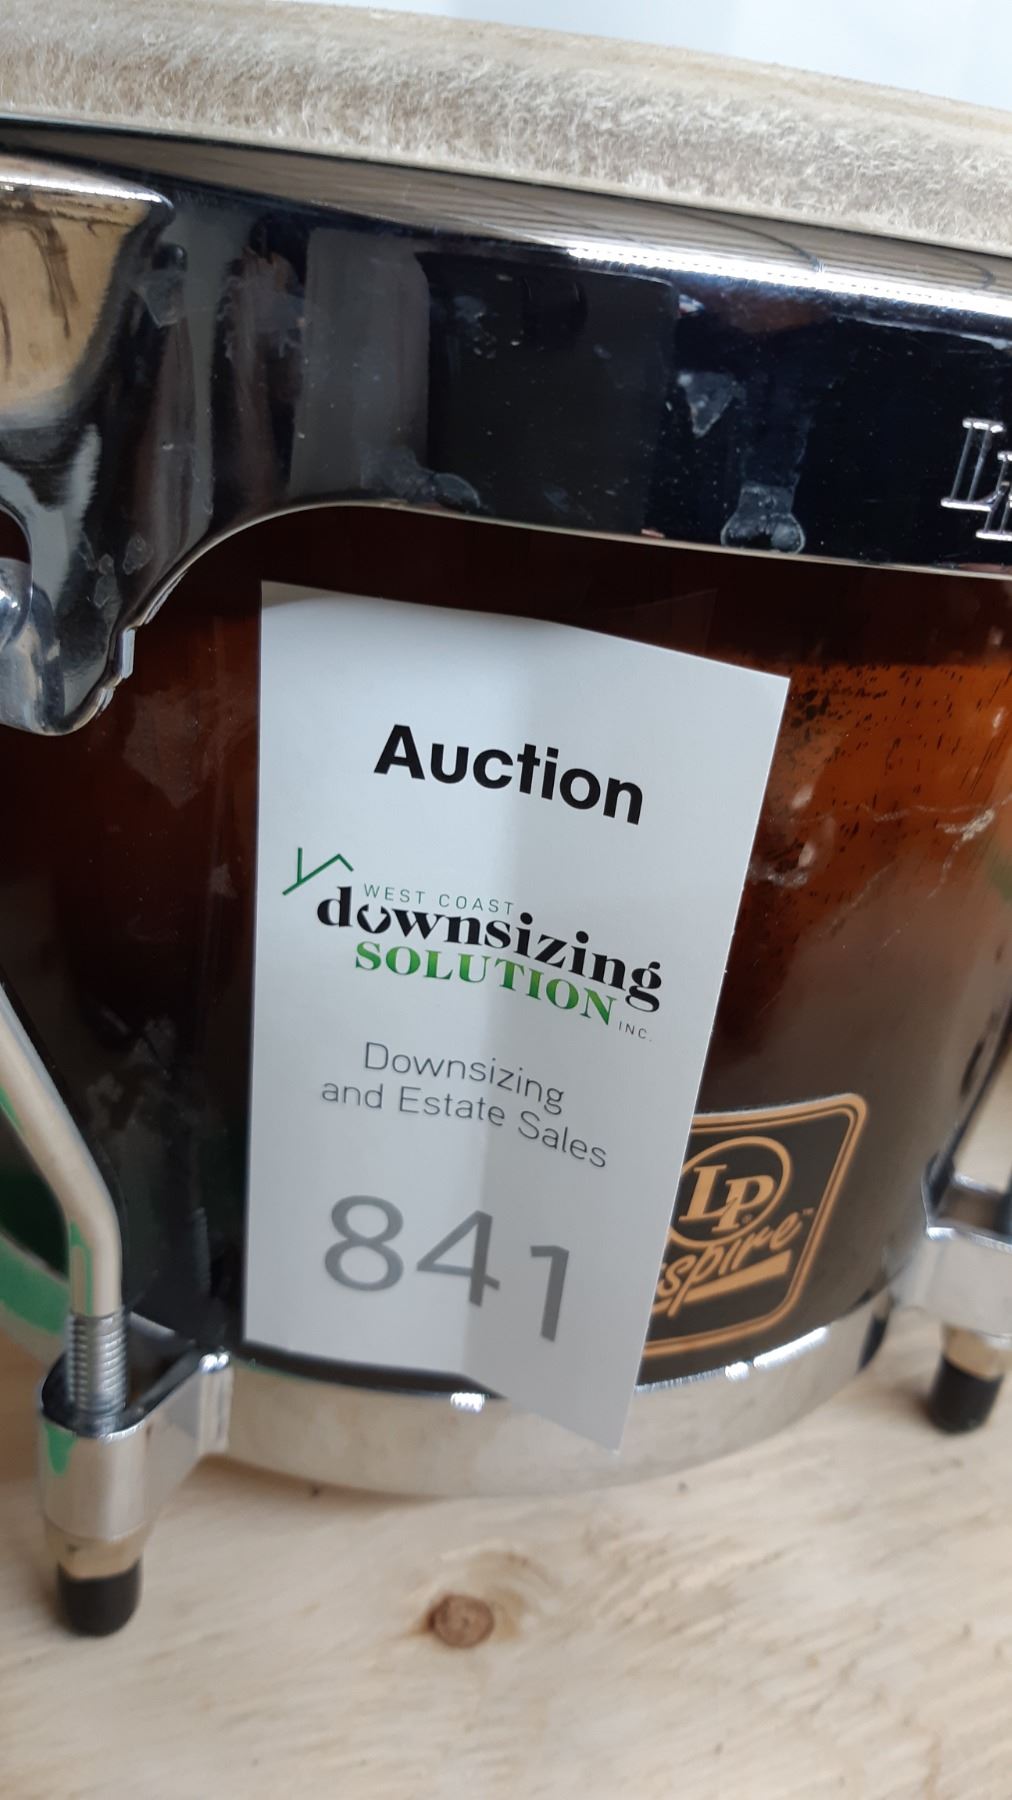 Auction
WEST COAST
downsizing
SOLUTION
INC.
Downsizing
and Estate Sales
841
LP